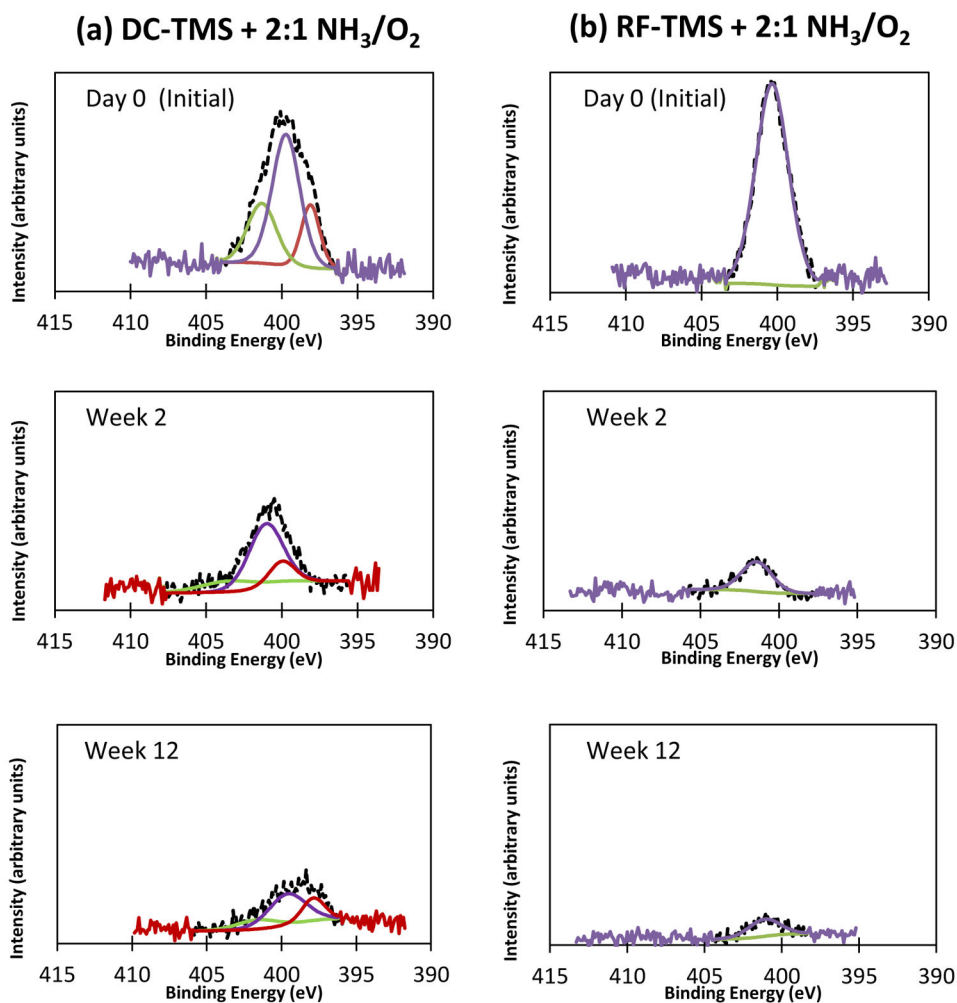 (a) DC-TMS + 2:1 NH₃/O₂
(b) RF-TMS + 2:1 NH₃/O₂
Day 0 (Initial)
Intensity (arbitrary units)
415 410 405 400 395 390
Binding Energy (eV)
Day 0 (Initial)
Intensity (arbitrary units)
415 410 405 400 395 390
Binding Energy (eV)
Week 2
Intensity (arbitrary units)
415 410 405 400 395 390
Binding Energy (eV)
Week 2
Intensity (arbitrary units)
415 410 405 400 395 390
Binding Energy (eV)
Week 12
Intensity (arbitrary units)
415 410 405 400 395 390
Binding Energy (eV)
Week 12
Intensity (arbitrary units)
415 410 405 400 395 390
Binding Energy (eV)